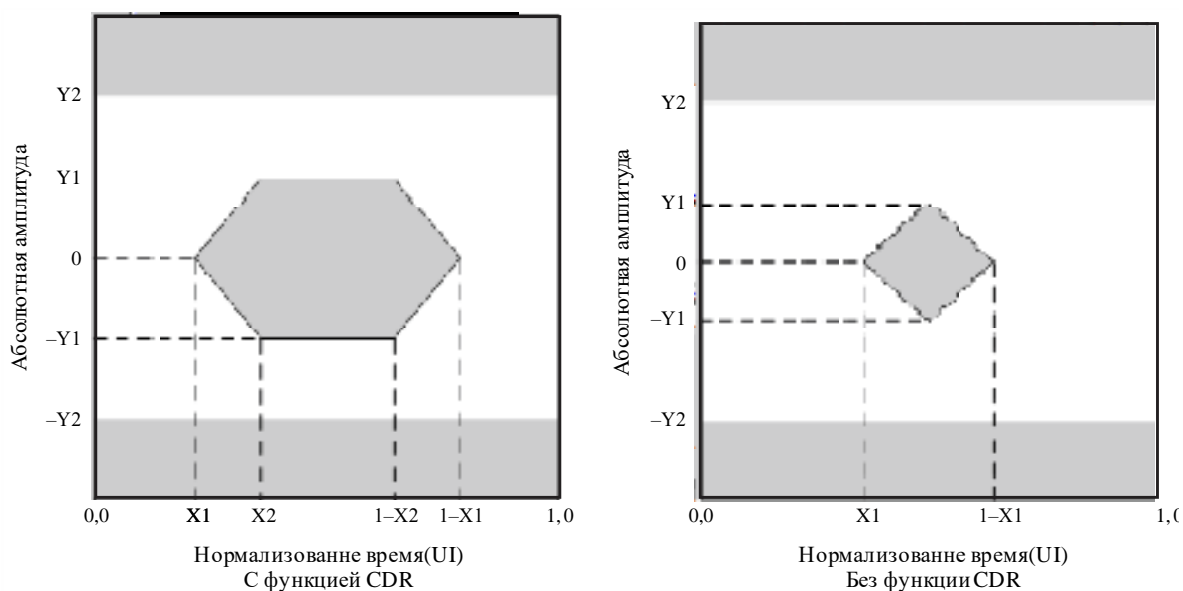 Y2
Y1
0
–Y1
–Y2
Абсолютная амплитуда
0,0
X1
X2
1–X2
1–X1
1,0
Нормализованне время(UI)
С функцией CDR
Y2
Y1
0
–Y1
–Y2
Абсолютная амплитуда
0,0
X1
1–X1
1,0
Нормализованне время(UI)
Без функции CDR